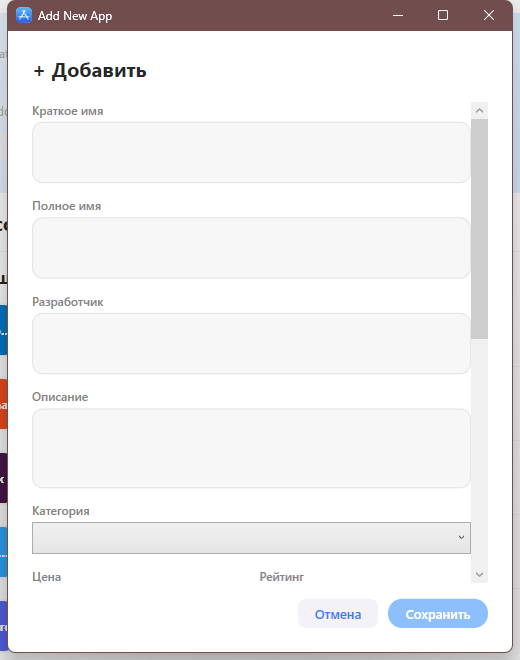 Add New App
+ Добавить
Краткое имя
Полное имя
Разработчик
Описание
Категория
Цена Рейтинг
Отмена Сохранить